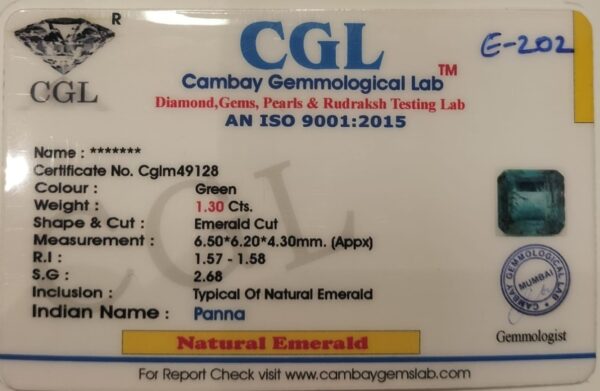 R
CGL
CGL™
E-202
Cambay Gemmological Lab
Diamond,Gems, Pearls & Rudraksh Testing Lab
AN ISO 9001:2015
Name : *******
Certificate No. Cglm49128
Colour : Green
Weight : 1.30 Cts.
Shape & Cut : Emerald Cut
Measurement : 6.50*6.20*4.30mm. (Appx)
R.I : 1.57 - 1.58
S.G : 2.68
Inclusion : Typical Of Natural Emerald
Indian Name : Panna
CGL
CAMBAY GEMMOLOGICAL LAB
MUMBAI
Gemmologist
Natural Emerald
For Report Check visit www.cambaygemslab.com